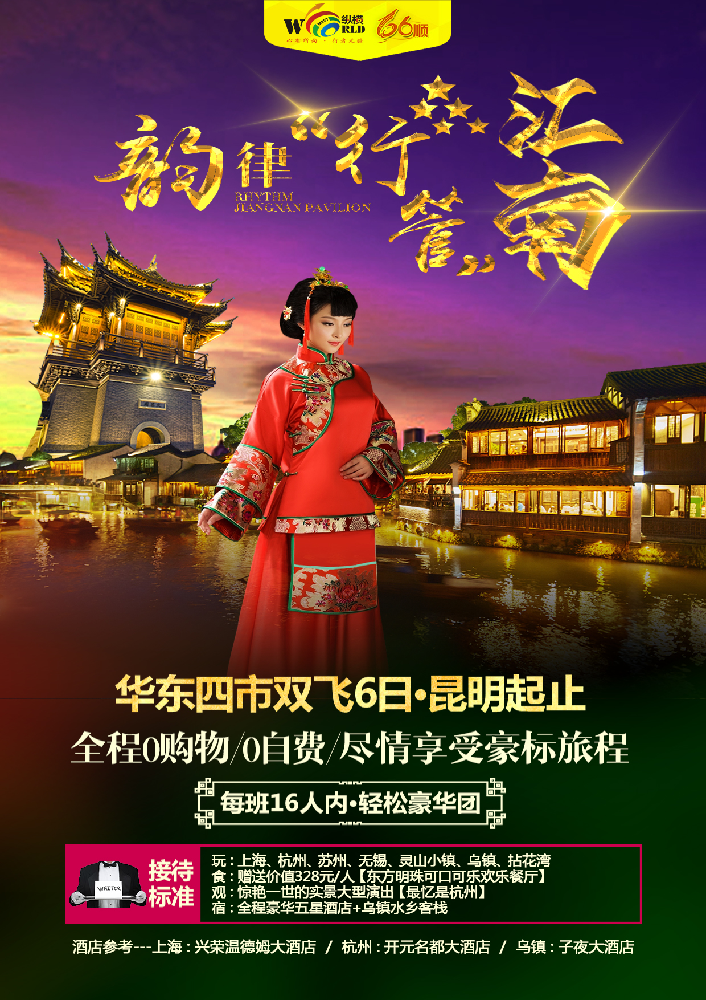 WORLD
MEET
纵横
66顺
心有所向 · 行者无疆
韵律“行
江南
馆”
RHYTHM
JIANGNAN PAVILION
华东四市双飞6日·昆明起止
全程0购物/0自费/尽情享受豪标旅程
每班16人内·轻松豪华团
WAITER
接待
标准
玩：上海、杭州、苏州、无锡、灵山小镇、乌镇、拈花湾
食：赠送价值328元/人【东方明珠可口可乐欢乐餐厅】
观：惊艳一世的实景大型演出【最忆是杭州】
宿：全程豪华五星酒店+乌镇水乡客栈
酒店参考---上海：兴荣温德姆大酒店 / 杭州：开元名都大酒店 / 乌镇：子夜大酒店